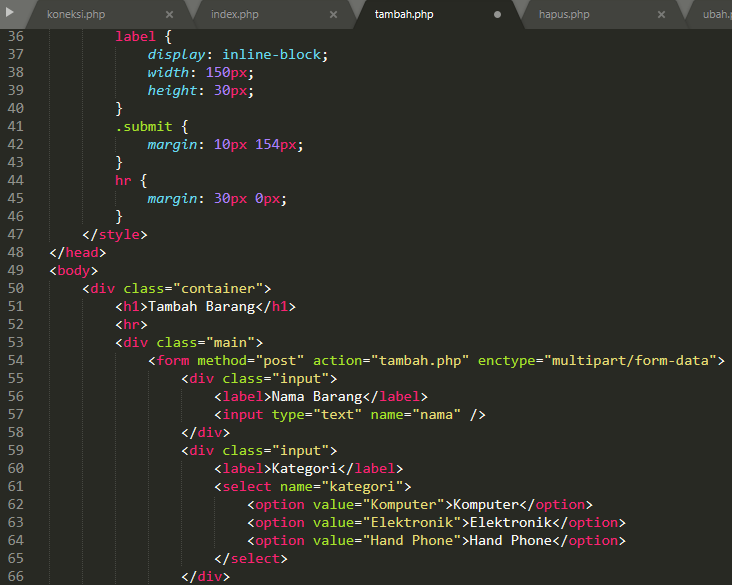 koneksi.php × index.php × tambah.php hapus.php × ubah.p
36 label {
37 display: inline-block;
38 width: 150px;
39 height: 30px;
40 }
41 .submit {
42 margin: 10px 154px;
43 }
44 hr {
45 margin: 30px 0px;
46 }
47 </style>
48 </head>
49 <body>
50 <div class="container">
51 <h1>Tambah Barang</h1>
52 <hr>
53 <div class="main">
54 <form method="post" action="tambah.php" enctype="multipart/form-data">
55 <div class="input">
56 <label>Nama Barang</label>
57 <input type="text" name="nama" />
58 </div>
59 <div class="input">
60 <label>Kategori</label>
61 <select name="kategori">
62 <option value="Komputer">Komputer</option>
63 <option value="Elektronik">Elektronik</option>
64 <option value="Hand Phone">Hand Phone</option>
65 </select>
66 </div>